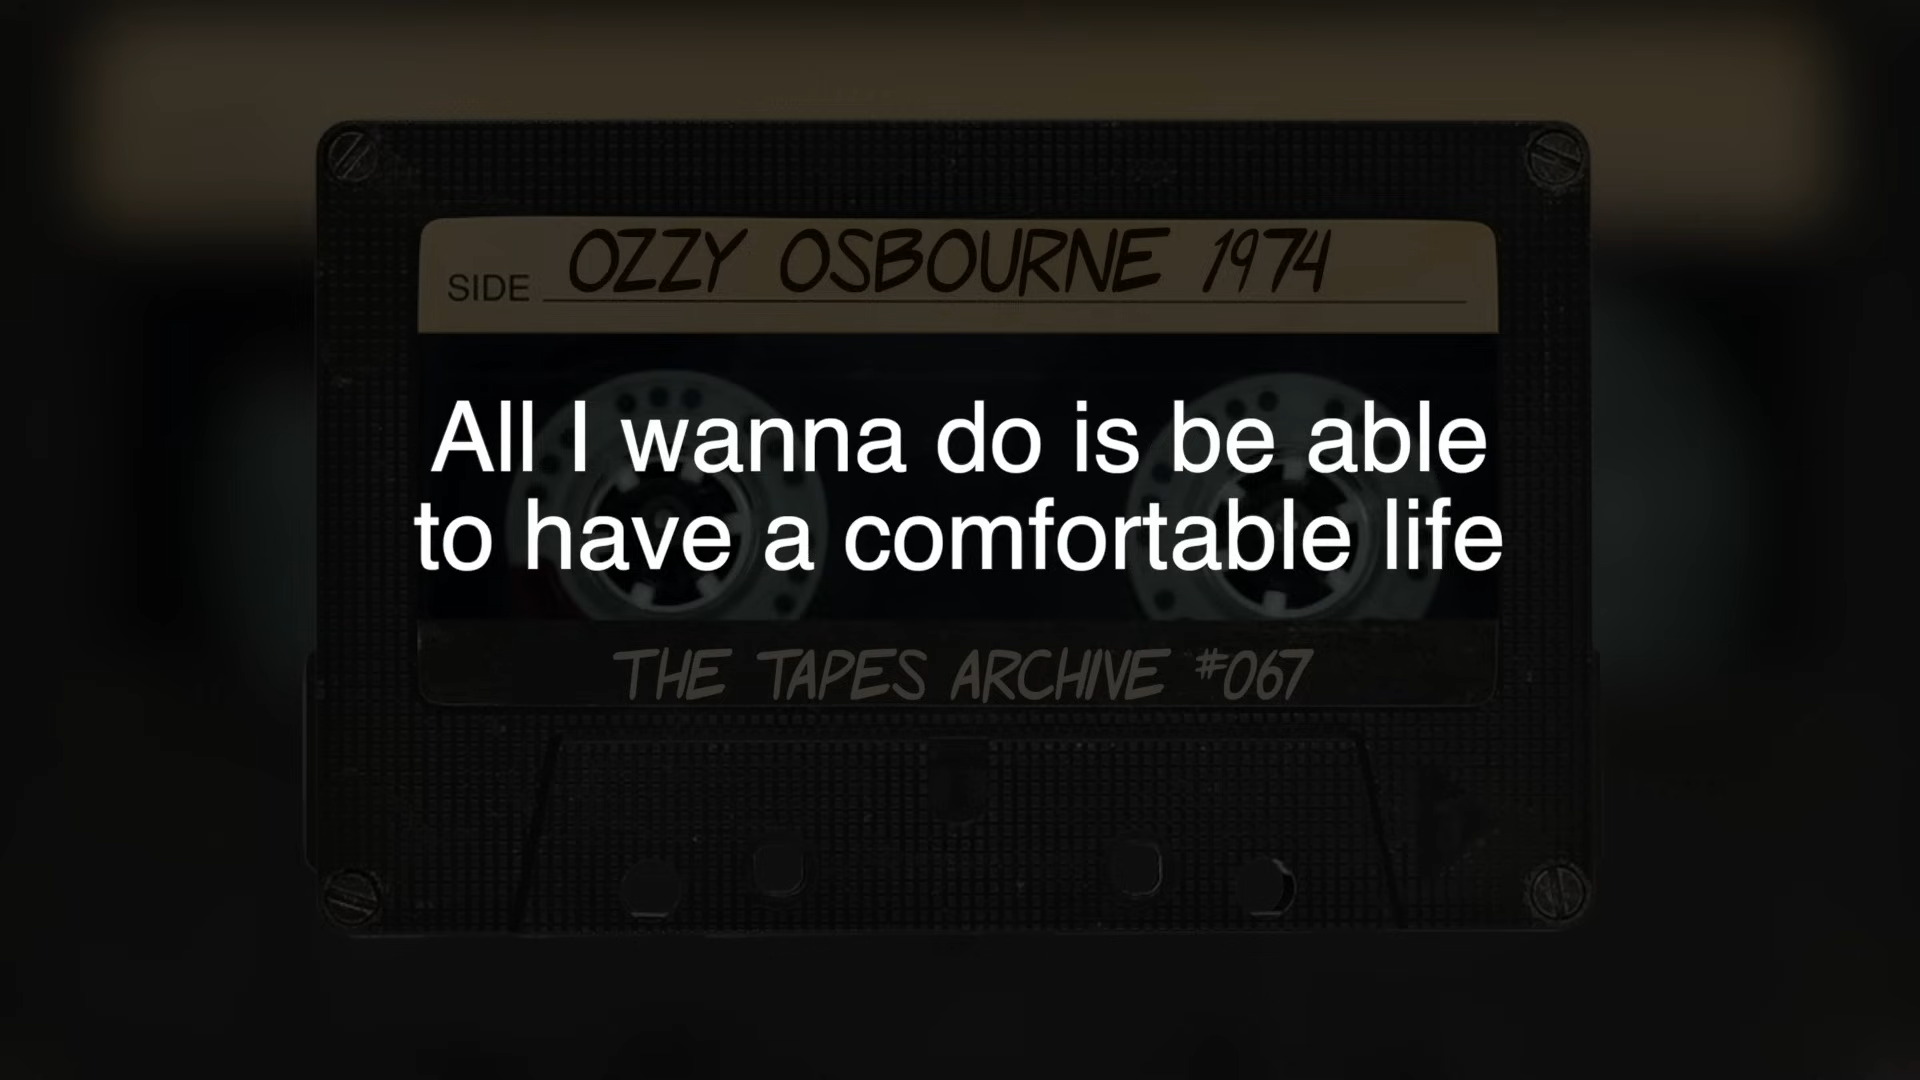 SIDE OZZY OSBOURNE 1974
All I wanna do is be able
to have a comfortable life
THE TAPES ARCHIVE #067